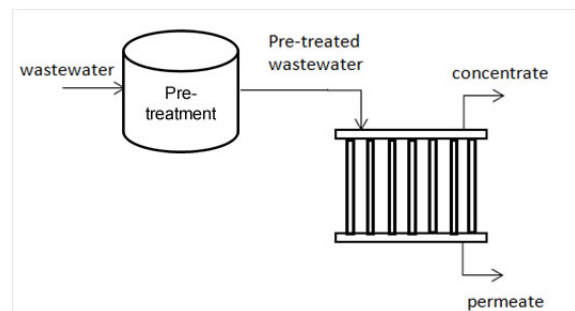 wastewater
Pre-
treatment
Pre-treated
wastewater
concentrate
permeate